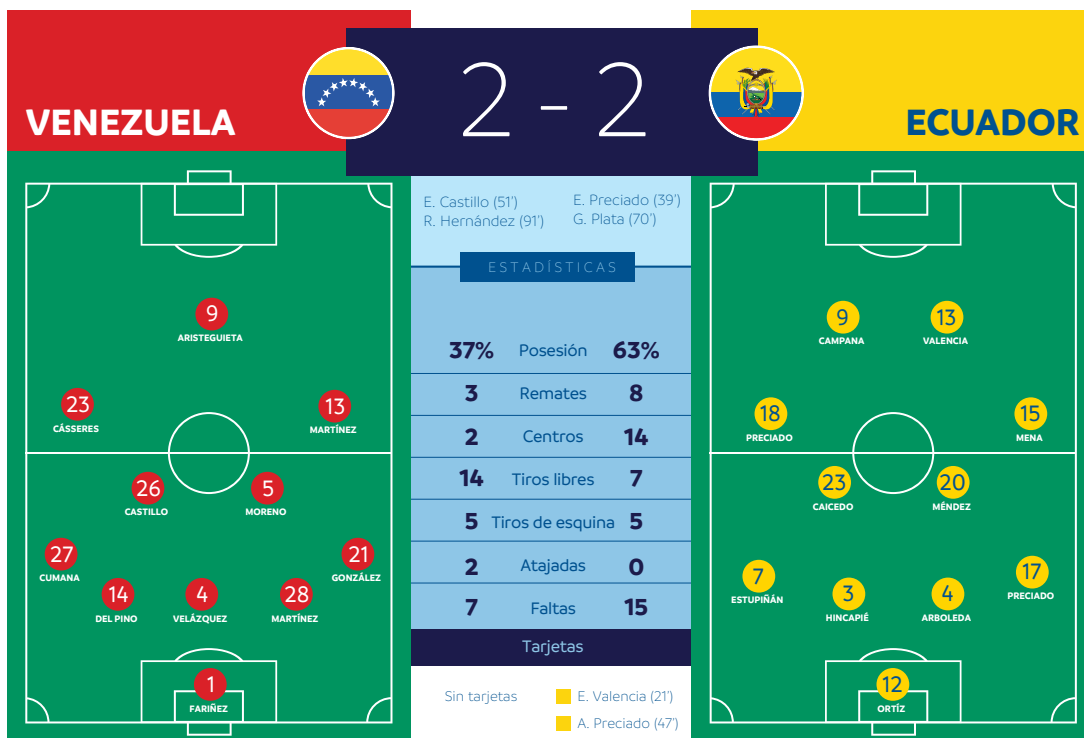 2 - 2
VENEZUELA
ECUADOR
E. Castillo (51')
R. Hernández (91')
E. Preciado (39')
G. Plata (70')
ESTADÍSTICAS
37% Posesión 63%
3 Remates 8
2 Centros 14
14 Tiros libres 7
5 Tiros de esquina 5
2 Atajadas 0
7 Faltas 15
Tarjetas
Sin tarjetas
E. Valencia (21')
A. Preciado (47')
9
ARISTEGUIETA
23
CÁSSERES
13
MARTÍNEZ
26
CASTILLO
5
MORENO
27
CUMANA
21
GONZÁLEZ
14
DEL PINO
4
VELÁZQUEZ
28
MARTÍNEZ
1
FARIÑEZ
9
CAMPANA
13
VALENCIA
18
PRECIADO
15
MENA
23
CAICEDO
20
MÉNDEZ
7
ESTUPIÑÁN
3
HINCAPIÉ
4
ARBOLEDA
17
PRECIADO
12
ORTÍZ